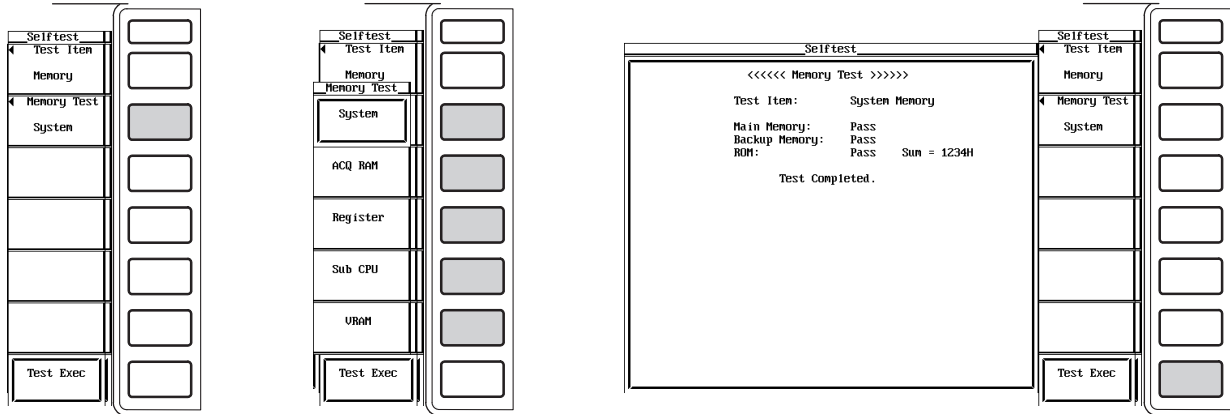 Selftest
Test Item
Memory
Memory Test
System
Test Exec
Selftest
Test Item
Memory
Memory Test
System
ACQ RAM
Register
Sub CPU
VRAM
Test Exec
Selftest
<<<<<< Memory Test >>>>>>
Test Item: System Memory
Main Memory: Pass
Backup Memory: Pass
ROM: Pass Sum = 1234H
Test Completed.
Selftest
Test Item
Memory
Memory Test
System
Test Exec